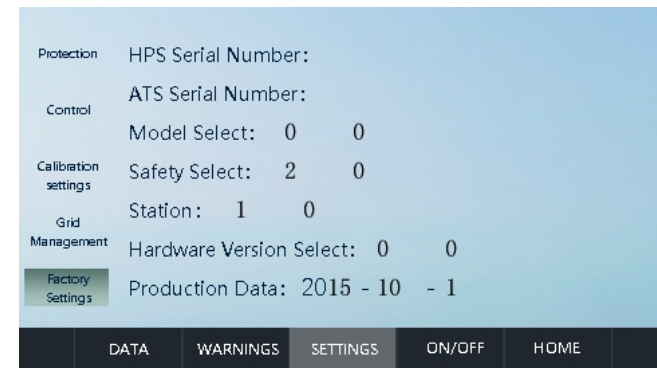 Protection
Control
Calibration
settings
Grid
Management
Factory
Settings
HPS Serial Number:
ATS Serial Number:
Model Select: 0 0
Safety Select: 2 0
Station: 1 0
Hardware Version Select: 0 0
Production Data: 2015 - 10 - 1
DATA WARNINGS SETTINGS ON/OFF HOME